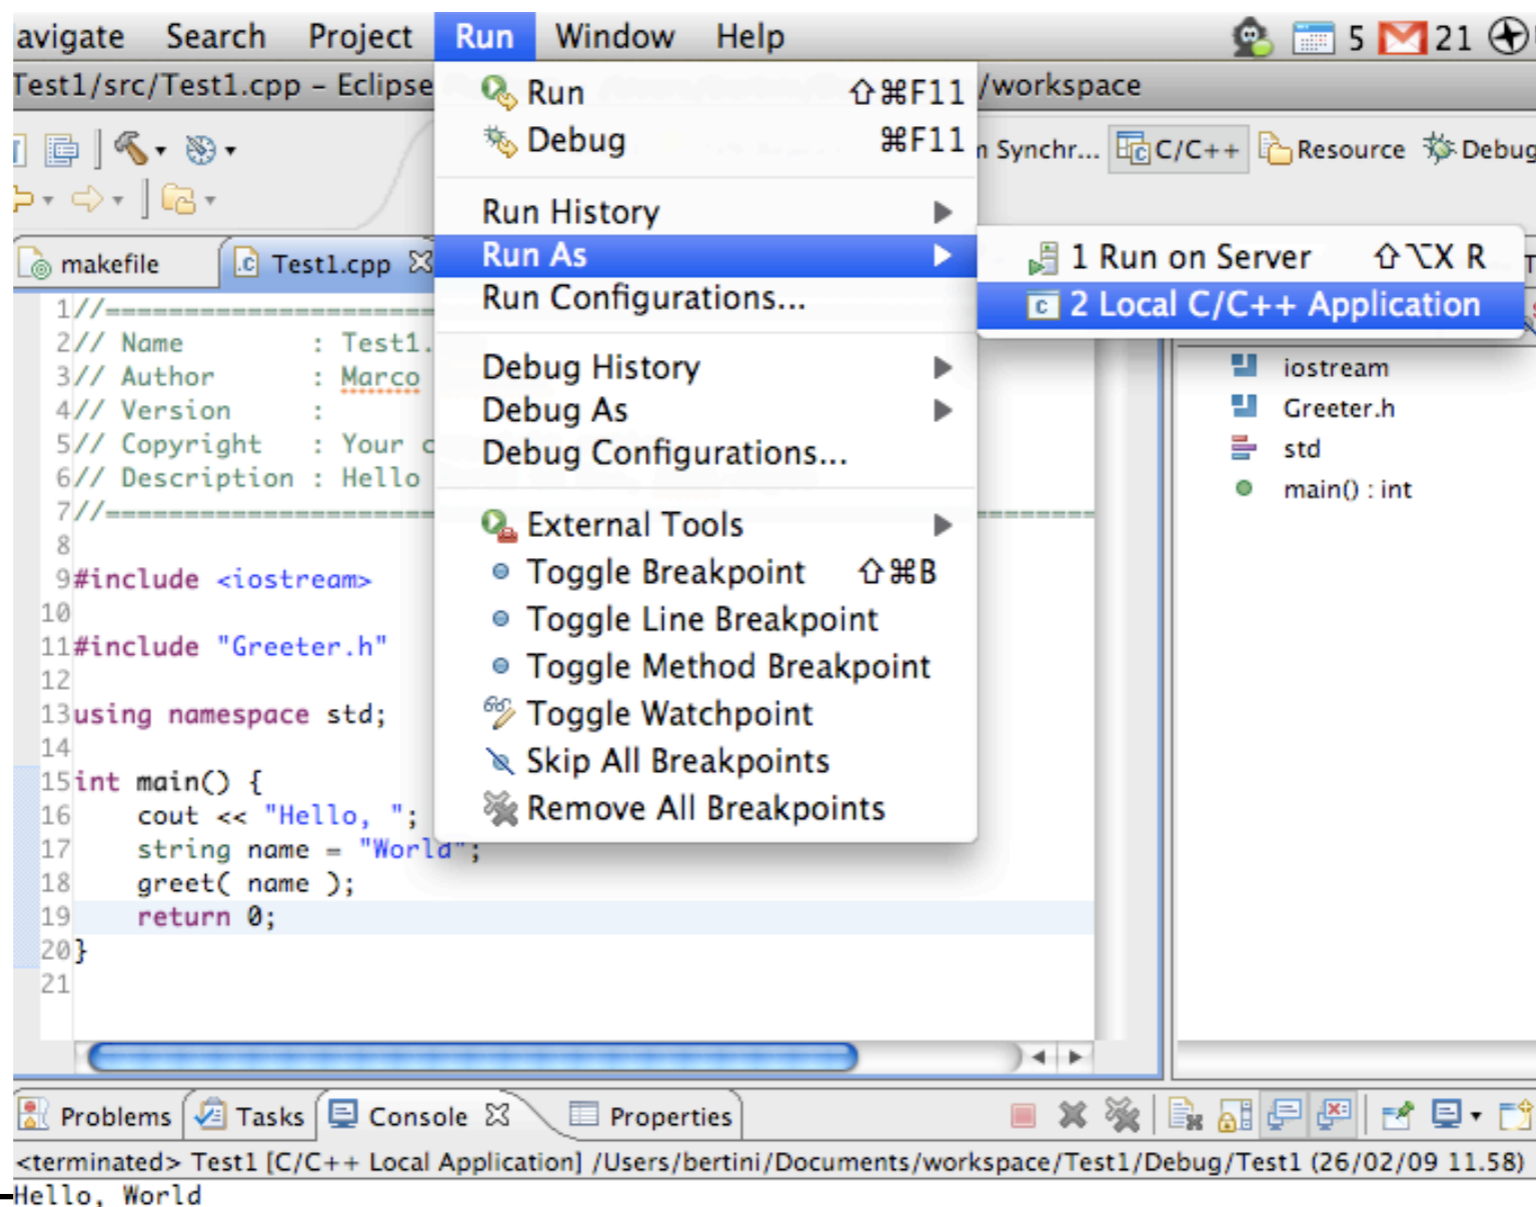 avigate Search Project Run Window Help 5 21
Test1/src/Test1.cpp – Eclipse /workspace
Run ⇧⌘F11
Debug ⌘F11
n Synchr... C/C++ Resource Debug
Run History
Run As
Run Configurations...
1 Run on Server ⇧⌥X R
2 Local C/C++ Application
Debug History
Debug As
Debug Configurations...
External Tools
Toggle Breakpoint ⇧⌘B
Toggle Line Breakpoint
Toggle Method Breakpoint
Toggle Watchpoint
Skip All Breakpoints
Remove All Breakpoints
makefile Test1.cpp
1//=======================
2// Name : Test1.
3// Author : Marco
4// Version :
5// Copyright : Your c
6// Description : Hello
7//=======================
8
9#include <iostream>
10
11#include "Greeter.h"
12
13using namespace std;
14
15int main() {
16 cout << "Hello, ";
17 string name = "World";
18 greet( name );
19 return 0;
20}
21
iostream
Greeter.h
std
main() : int
Problems Tasks Console Properties
<terminated> Test1 [C/C++ Local Application] /Users/bertini/Documents/workspace/Test1/Debug/Test1 (26/02/09 11.58)
Hello, World